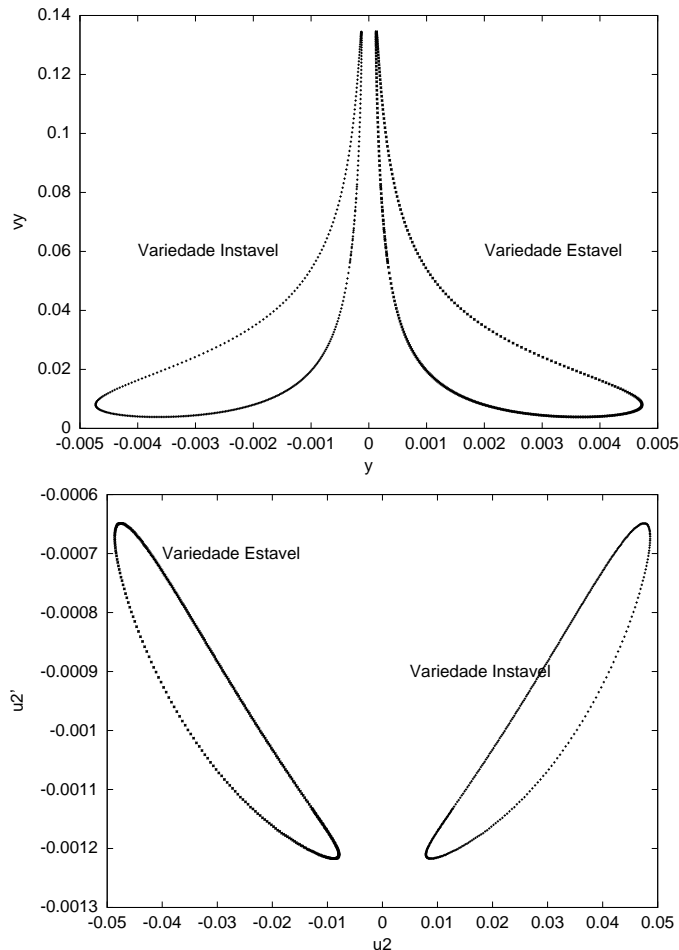 0.14
0.12
0.1
0.08
0.06
0.04
0.02
0
vy
Variedade Instavel
Variedade Estavel
-0.005 -0.004 -0.003 -0.002 -0.001 0 0.001 0.002 0.003 0.004 0.005
y
-0.0006
-0.0007
-0.0008
-0.0009
-0.001
-0.0011
-0.0012
-0.0013
u2'
Variedade Estavel
Variedade Instavel
-0.05 -0.04 -0.03 -0.02 -0.01 0 0.01 0.02 0.03 0.04 0.05
u2